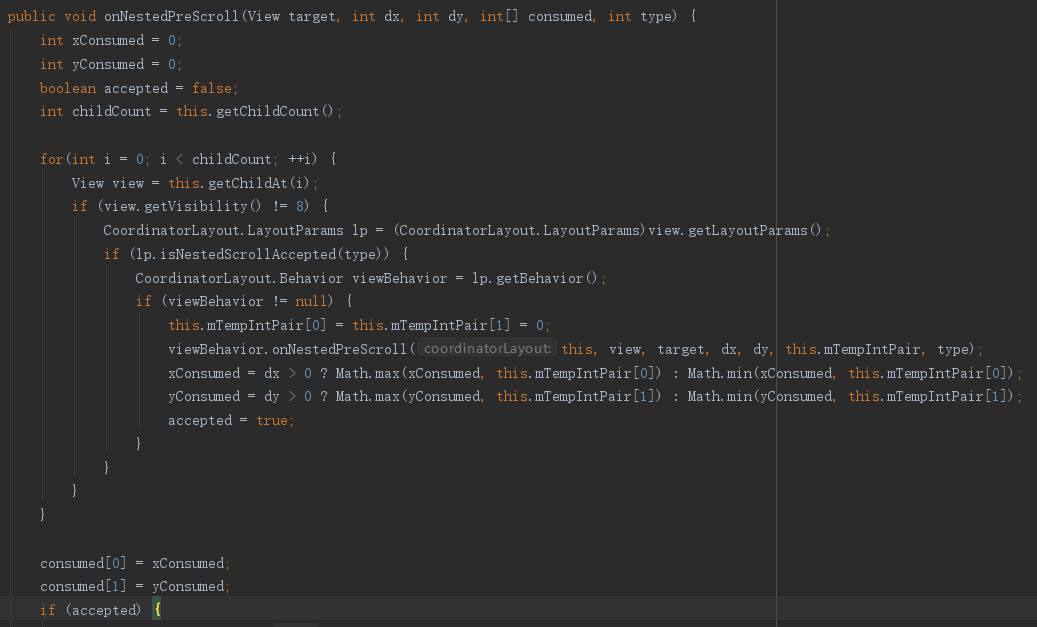 public void onNestedPreScroll(View target, int dx, int dy, int[] consumed, int type) {
    int xConsumed = 0;
    int yConsumed = 0;
    boolean accepted = false;
    int childCount = this.getChildCount();

    for(int i = 0; i < childCount; ++i) {
        View view = this.getChildAt(i);
        if (view.getVisibility() != 8) {
            CoordinatorLayout.LayoutParams lp = (CoordinatorLayout.LayoutParams)view.getLayoutParams();
            if (lp.isNestedScrollAccepted(type)) {
                CoordinatorLayout.Behavior viewBehavior = lp.getBehavior();
                if (viewBehavior != null) {
                    this.mTempIntPair[0] = this.mTempIntPair[1] = 0;
                    viewBehavior.onNestedPreScroll( coordinatorLayout: this, view, target, dx, dy, this.mTempIntPair, type);
                    xConsumed = dx > 0 ? Math.max(xConsumed, this.mTempIntPair[0]) : Math.min(xConsumed, this.mTempIntPair[0]);
                    yConsumed = dy > 0 ? Math.max(yConsumed, this.mTempIntPair[1]) : Math.min(yConsumed, this.mTempIntPair[1]);
                    accepted = true;
                }
            }
        }
    }

    consumed[0] = xConsumed;
    consumed[1] = yConsumed;
    if (accepted) {